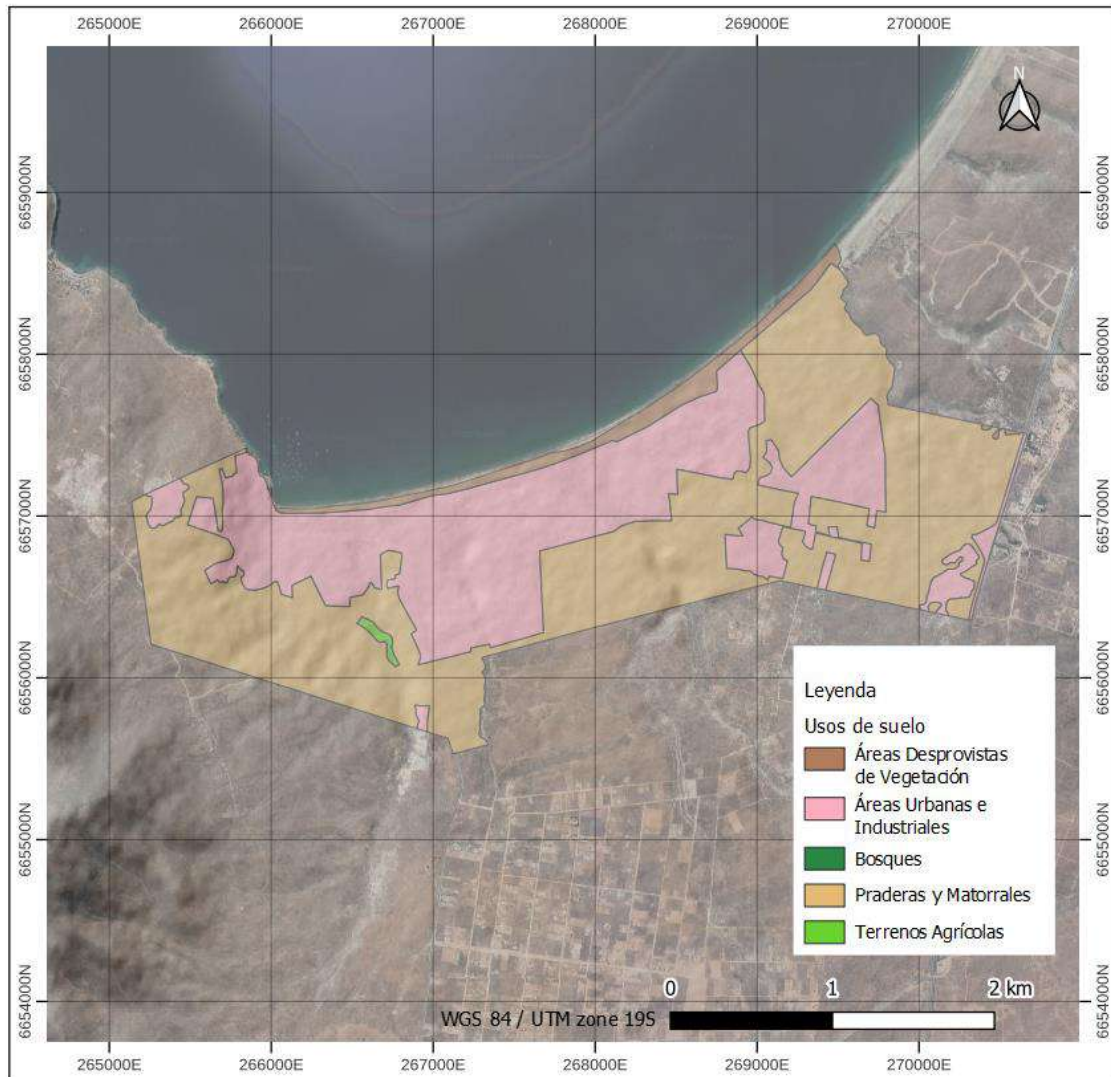 265000E 266000E 267000E 268000E 269000E 270000E
N
6659000N 6659000N
6658000N 6658000N
6657000N 6657000N
6656000N 6656000N
6655000N 6655000N
6654000N 6654000N
Leyenda
Usos de suelo
Áreas Desprovistas
de Vegetación
Áreas Urbanas e
Industriales
Bosques
Praderas y Matorrales
Terrenos Agrícolas
0 1 2 km
WGS 84 / UTM zone 19S
265000E 266000E 267000E 268000E 269000E 270000E